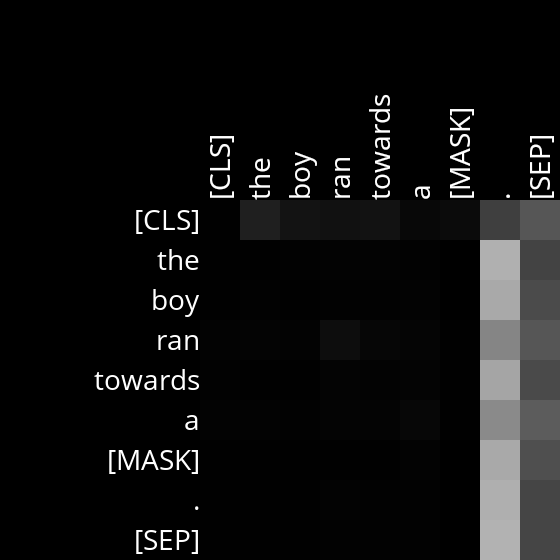 [CLS] the boy ran towards a [MASK] . [SEP]
[CLS]
the
boy
ran
towards
a
[MASK]
.
[SEP]